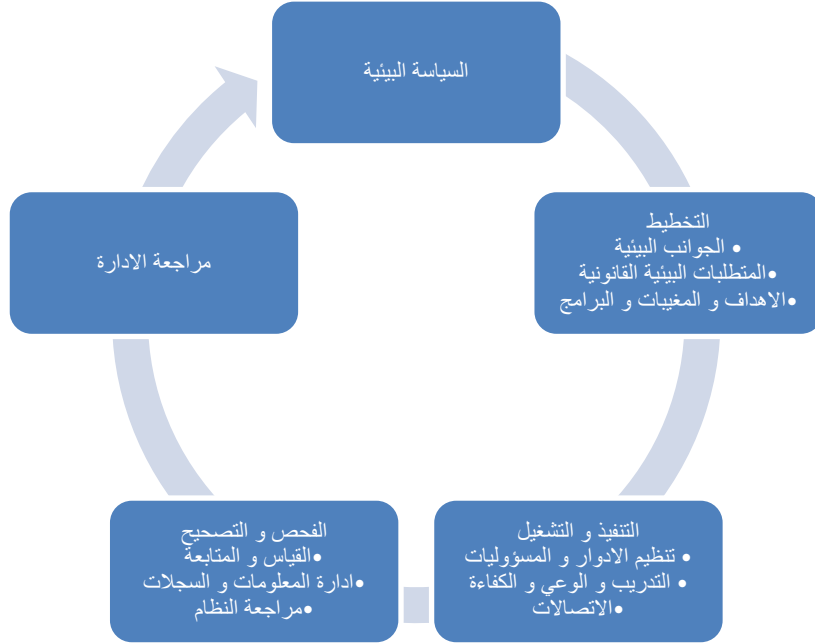 السياسة البيئية
التخطيط
• الجوانب البيئية
•المتطلبات البيئية القانونية
•الاهداف و المغيبات و البرامج
التنفيذ و التشغيل
• تنظيم الادوار و المسؤوليات
• التدريب و الوعي و الكفاءة
•الاتصالات
الفحص و التصحيح
•القياس و المتابعة
•ادارة المعلومات و السجلات
•مراجعة النظام
مراجعة الادارة